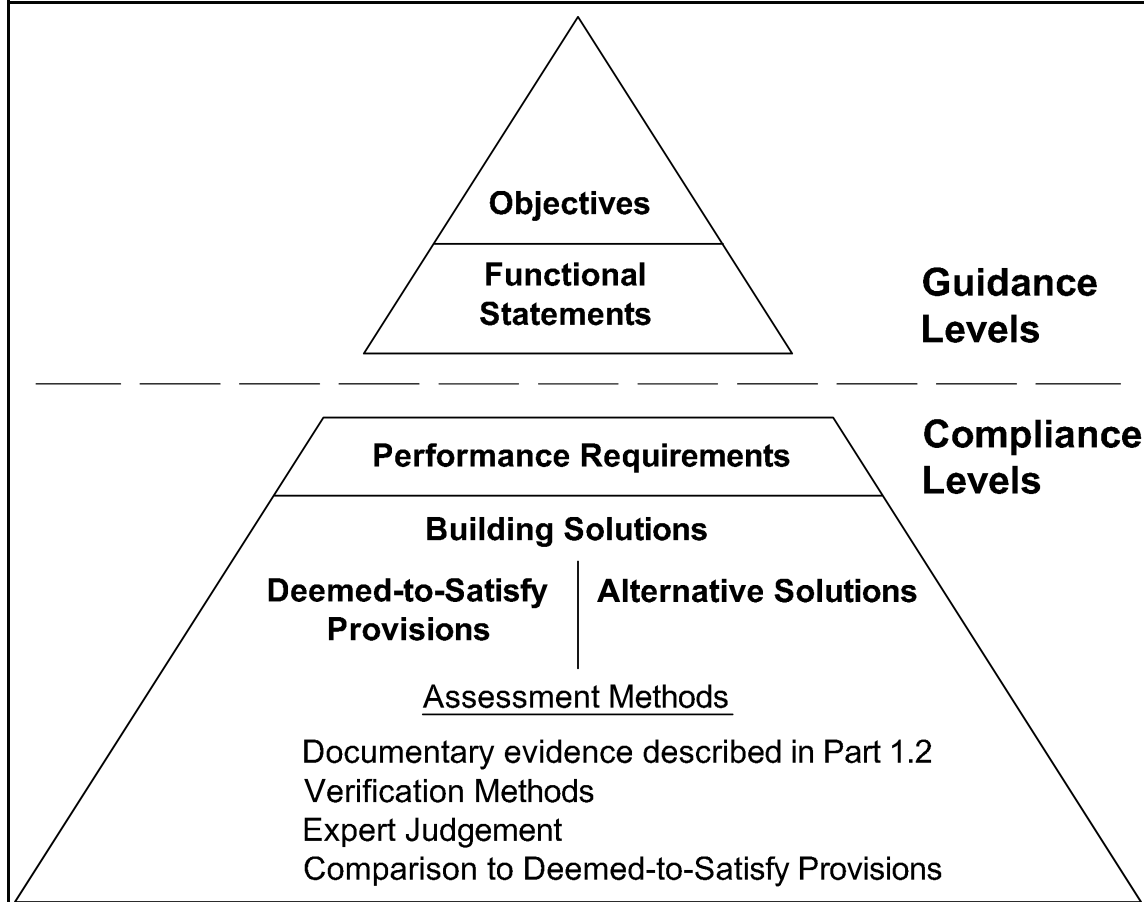 Objectives
Functional
Statements
Guidance
Levels
Compliance
Levels
Performance Requirements
Building Solutions
Deemed-to-Satisfy
Provisions
Alternative Solutions
Assessment Methods
Documentary evidence described in Part 1.2
Verification Methods
Expert Judgement
Comparison to Deemed-to-Satisfy Provisions